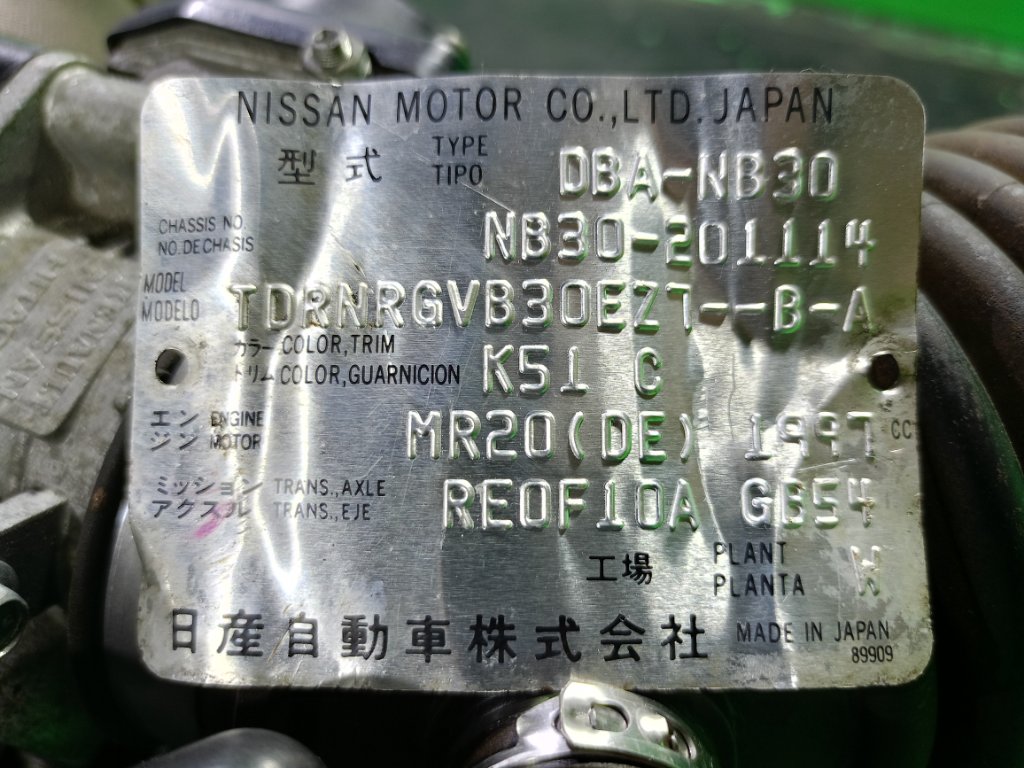 NISSAN MOTOR CO.,LTD. JAPAN
型式 TYPE TIPO DBA-NB30
CHASSIS NO. NO. DE CHASIS NB30-201114
MODEL MODELO TDRNRGVB30EZ7--B-A
カラー COLOR, TRIM
トリム COLOR, GUARNICION K51 C
エン ENGINE
ジン MOTOR MR20(DE) 1997 CC
ミッション TRANS., AXLE
アクスル TRANS., EJE RE0F10A GB54
工場 PLANT PLANTA
日産自動車株式会社 MADE IN JAPAN
89909